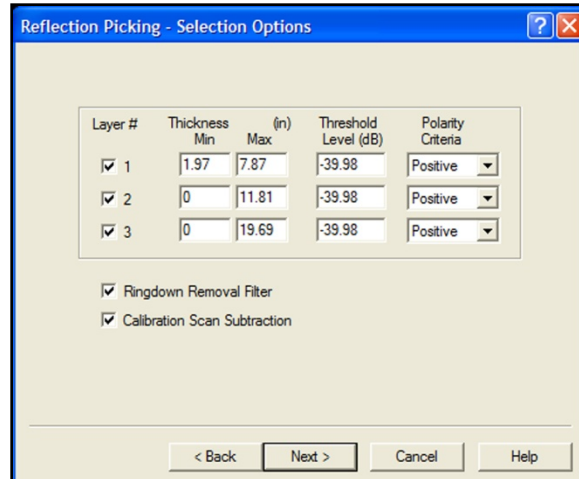 Reflection Picking - Selection Options
Layer # Thickness (in) Threshold Polarity
Min Max Level (dB) Criteria
1 1.97 7.87 -39.98 Positive
2 0 11.81 -39.98 Positive
3 0 19.69 -39.98 Positive
Ringdown Removal Filter
Calibration Scan Subtraction
< Back Next > Cancel Help